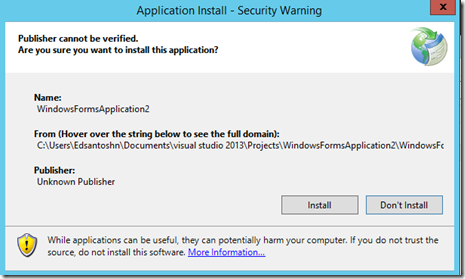 Application Install - Security Warning
Publisher cannot be verified.
Are you sure you want to install this application?
Name:
WindowsFormsApplication2
From (Hover over the string below to see the full domain):
C:\Users\Edsantoshn\Documents\visual studio 2013\Projects\WindowsFormsApplication2\WindowsFo
Publisher:
Unknown Publisher
Install
Don't Install
While applications can be useful, they can potentially harm your computer. If you do not trust the
source, do not install this software. More Information...